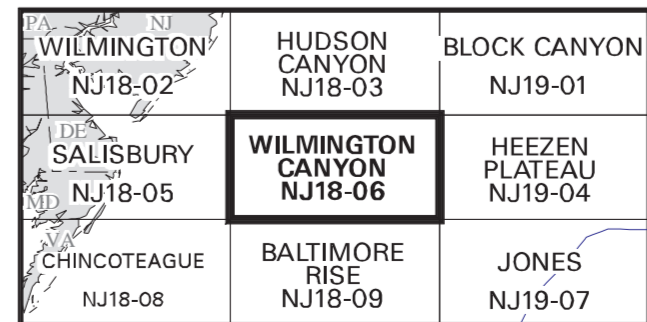 PA
NJ
WILMINGTON
NJ18-02
HUDSON
CANYON
NJ18-03
BLOCK CANYON
NJ19-01
DE
SALISBURY
NJ18-05
MD
WILMINGTON
CANYON
NJ18-06
HEEZEN
PLATEAU
NJ19-04
VA
CHINCOTEAGUE
NJ18-08
BALTIMORE
RISE
NJ18-09
JONES
NJ19-07